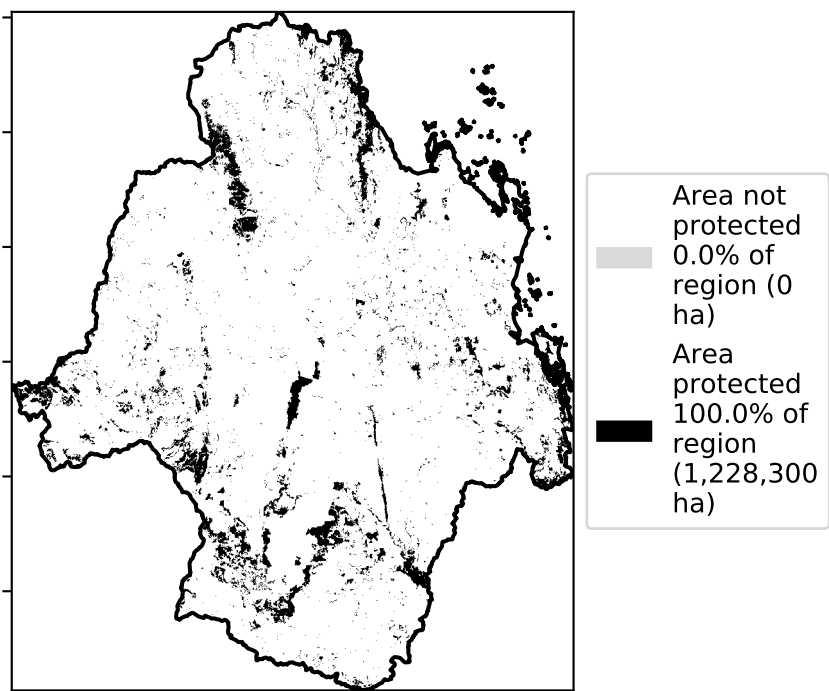 Area not
protected
0.0% of
region (0
ha)
Area
protected
100.0% of
region
(1,228,300
ha)